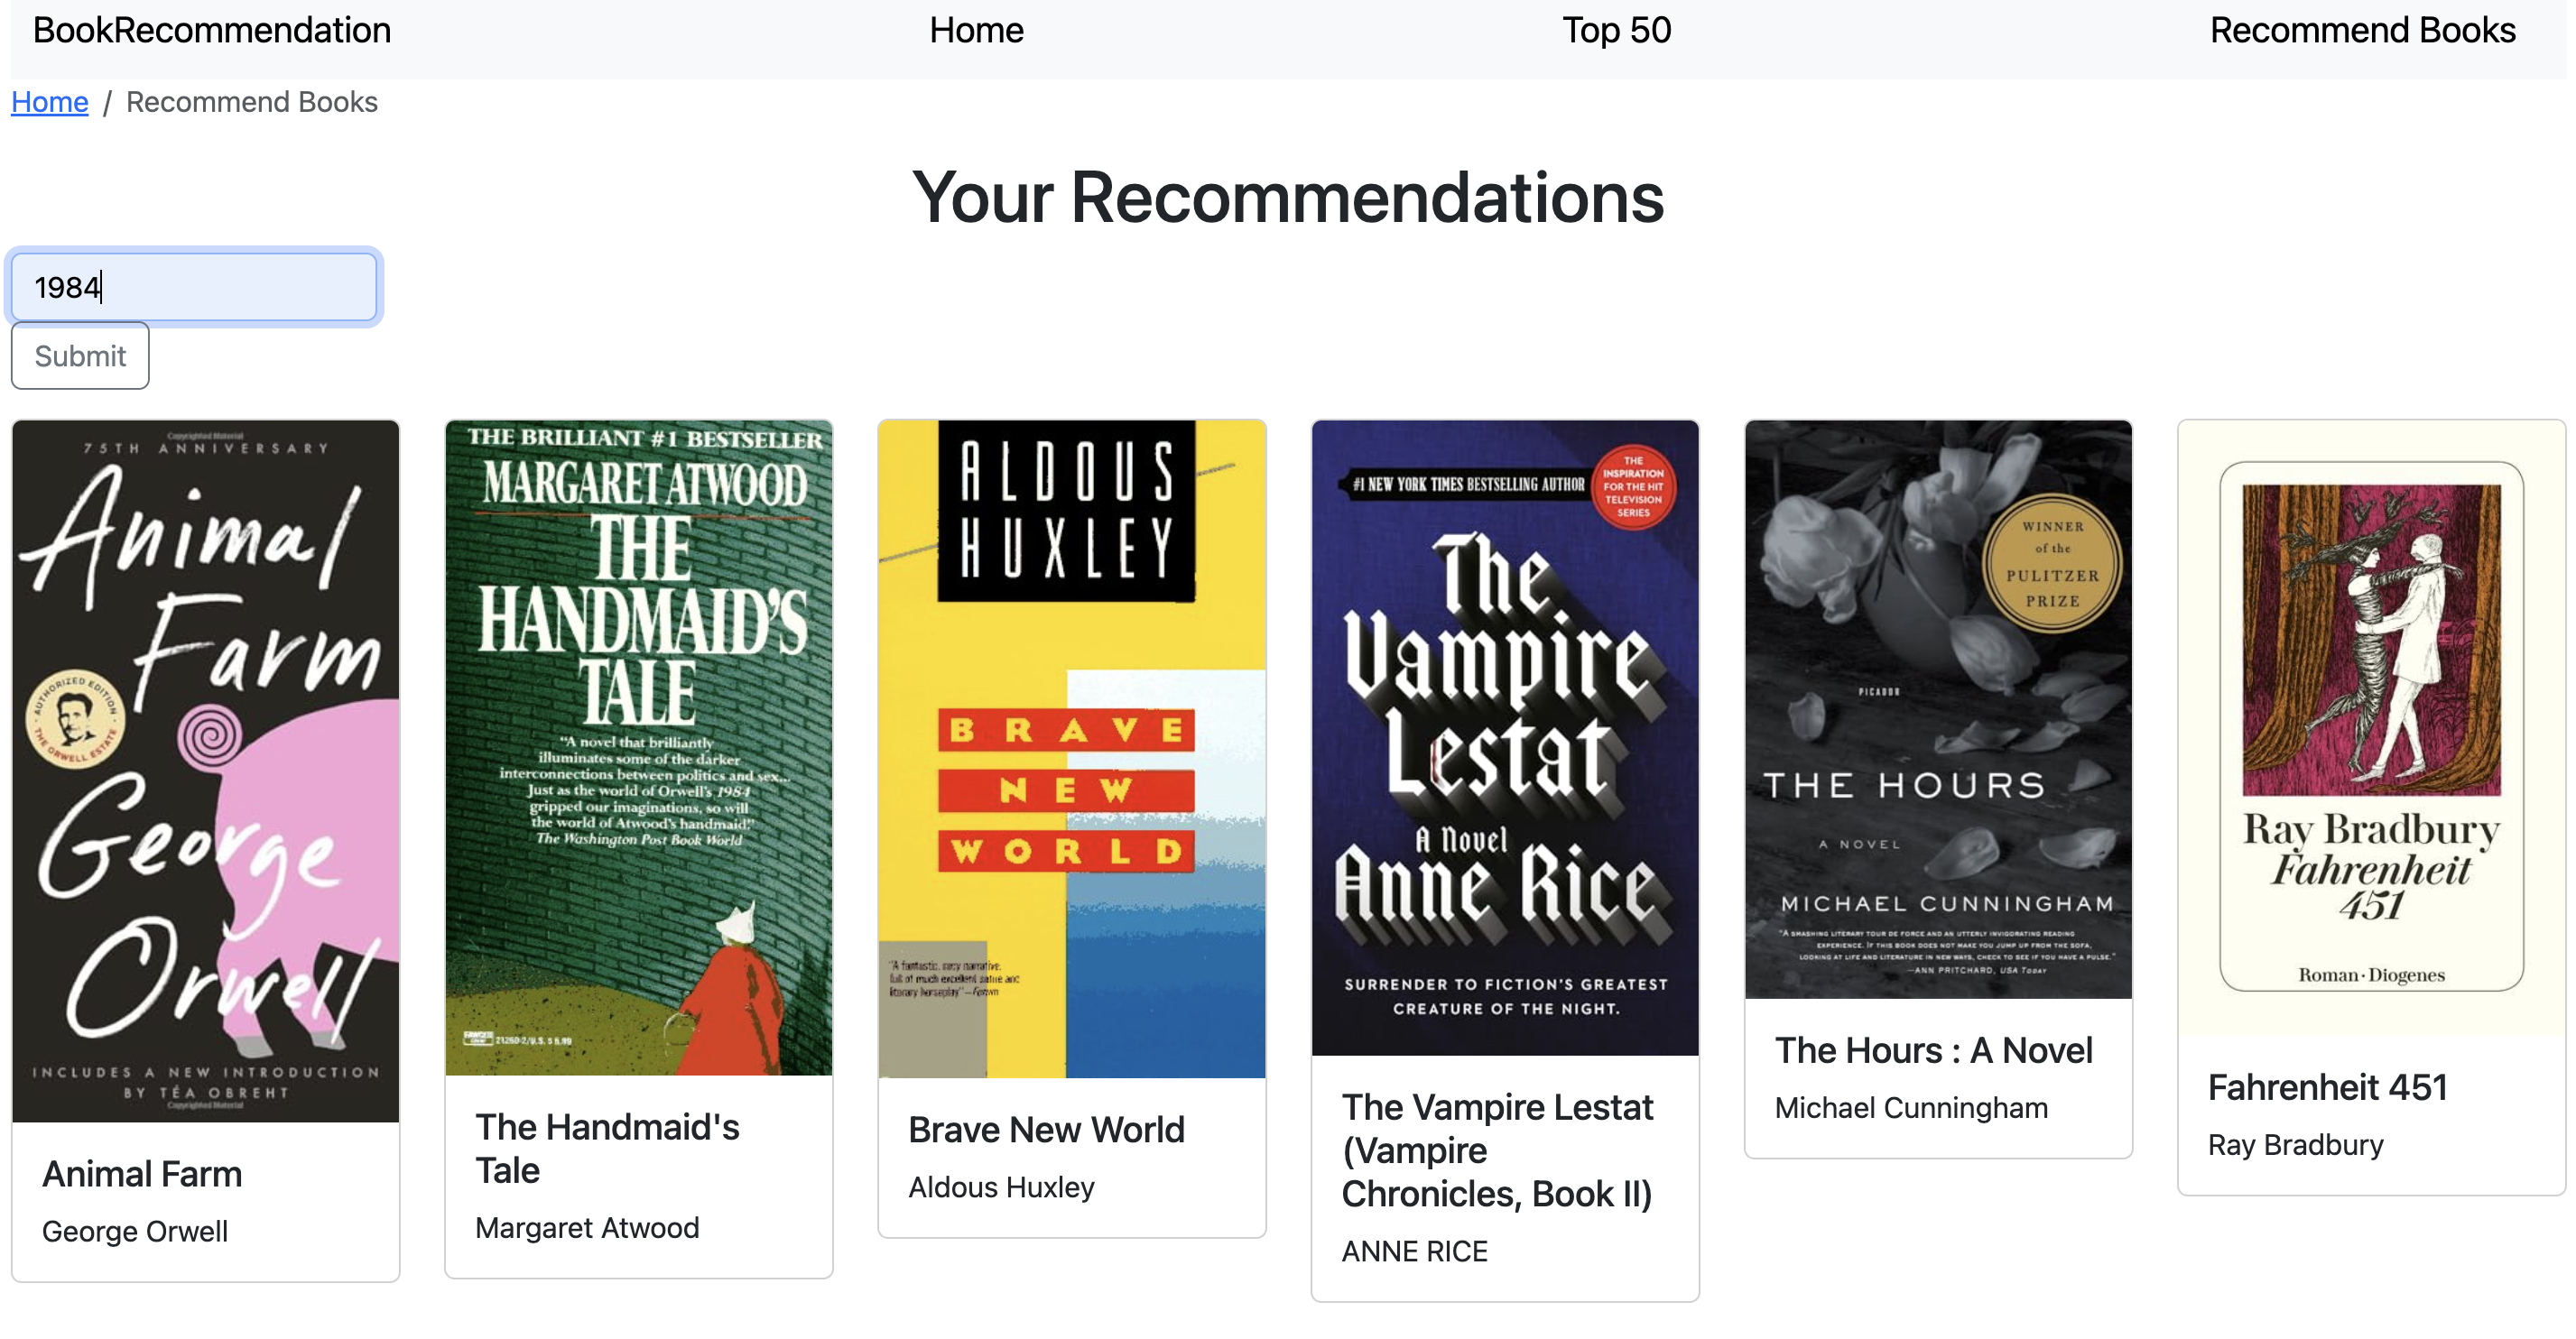 BookRecommendation
Home
Top 50
Recommend Books
Home / Recommend Books
Your Recommendations
1984
Submit
Copyrighted Material
75TH ANNIVERSARY
Animal
Farm
AUTHORIZED EDITION
THE ORWELL ESTATE
George
Orwell
INCLUDES A NEW INTRODUCTION
BY TÉA OBREHT
Copyrighted Material
Animal Farm
George Orwell
THE BRILLIANT #1 BESTSELLER
MARGARET ATWOOD
THE
HANDMAID'S
TALE
"A novel that brilliantly
illuminates some of the darker
interconnections between politics and sex...
Just as the world of Orwell's 1984
gripped our imaginations, so will
the world of Atwood's handmaid!"
The Washington Post Book World
The Handmaid's
Tale
Margaret Atwood
ALDOUS
HUXLEY
BRAVE
NEW
WORLD
"A fantastic, racy narrative,
full of much excellent satire and
literary horseplay" —Forum
Brave New World
Aldous Huxley
#1 NEW YORK TIMES BESTSELLING AUTHOR
THE
INSPIRATION
FOR THE HIT
TELEVISION
SERIES
The
Vampire
Lestat
A Novel
Anne Rice
SURRENDER TO FICTION'S GREATEST
CREATURE OF THE NIGHT.
The Vampire Lestat
(Vampire
Chronicles, Book II)
ANNE RICE
WINNER
of the
PULITZER
PRIZE
PICADOR
THE HOURS
A NOVEL
MICHAEL CUNNINGHAM
"A SMASHING LITERARY TOUR DE FORCE AND AN UTTERLY INVIGORATING READING
EXPERIENCE. IF THIS BOOK DOES NOT MAKE YOU JUMP UP FROM THE SOFA,
LOOKING AT LIFE AND LITERATURE IN NEW WAYS, CHECK TO SEE IF YOU HAVE A PULSE."
—ANN PRITCHARD, USA TODAY
The Hours : A Novel
Michael Cunningham
Ray Bradbury
Fahrenheit
451
Roman · Diogenes
Fahrenheit 451
Ray Bradbury